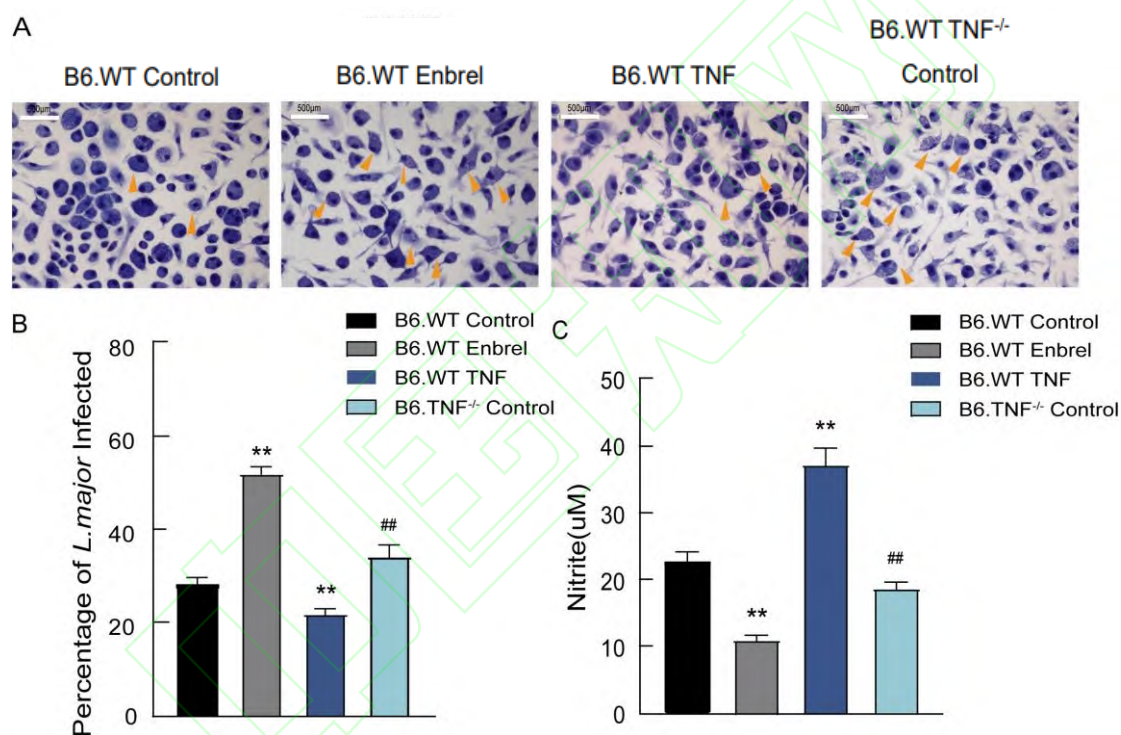 A
B6.WT Control
B6.WT Enbrel
B6.WT TNF
B6.WT TNF-/-
Control
500μm
500μm
500μm
500μm
B
Percentage of L.major Infected
80
60
40
20
0
**
**
##
B6.WT Control
B6.WT Enbrel
B6.WT TNF
B6.TNF-/- Control
C
Nitrite(uM)
50
40
30
20
10
0
**
**
##
B6.WT Control
B6.WT Enbrel
B6.WT TNF
B6.TNF-/- Control